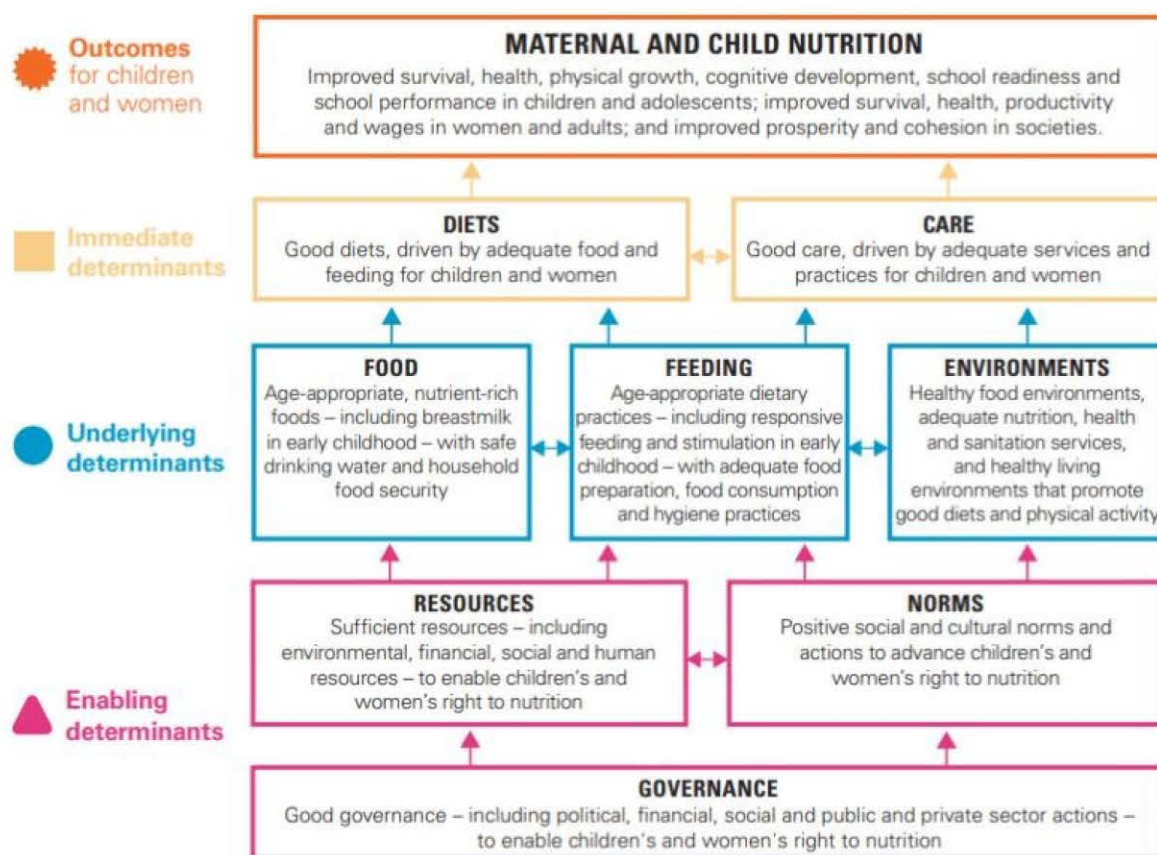 Outcomes
for children
and women
MATERNAL AND CHILD NUTRITION
Improved survival, health, physical growth, cognitive development, school readiness and
school performance in children and adolescents; improved survival, health, productivity
and wages in women and adults; and improved prosperity and cohesion in societies.
Immediate
determinants
DIETS
Good diets, driven by adequate food and
feeding for children and women
CARE
Good care, driven by adequate services and
practices for children and women
Underlying
determinants
FOOD
Age-appropriate, nutrient-rich
foods – including breastmilk
in early childhood – with safe
drinking water and household
food security
FEEDING
Age-appropriate dietary
practices – including responsive
feeding and stimulation in early
childhood – with adequate food
preparation, food consumption
and hygiene practices
ENVIRONMENTS
Healthy food environments,
adequate nutrition, health
and sanitation services,
and healthy living
environments that promote
good diets and physical activity
Enabling
determinants
RESOURCES
Sufficient resources – including
environmental, financial, social and human
resources – to enable children's and
women's right to nutrition
NORMS
Positive social and cultural norms and
actions to advance children's and
women's right to nutrition
GOVERNANCE
Good governance – including political, financial, social and public and private sector actions –
to enable children's and women's right to nutrition